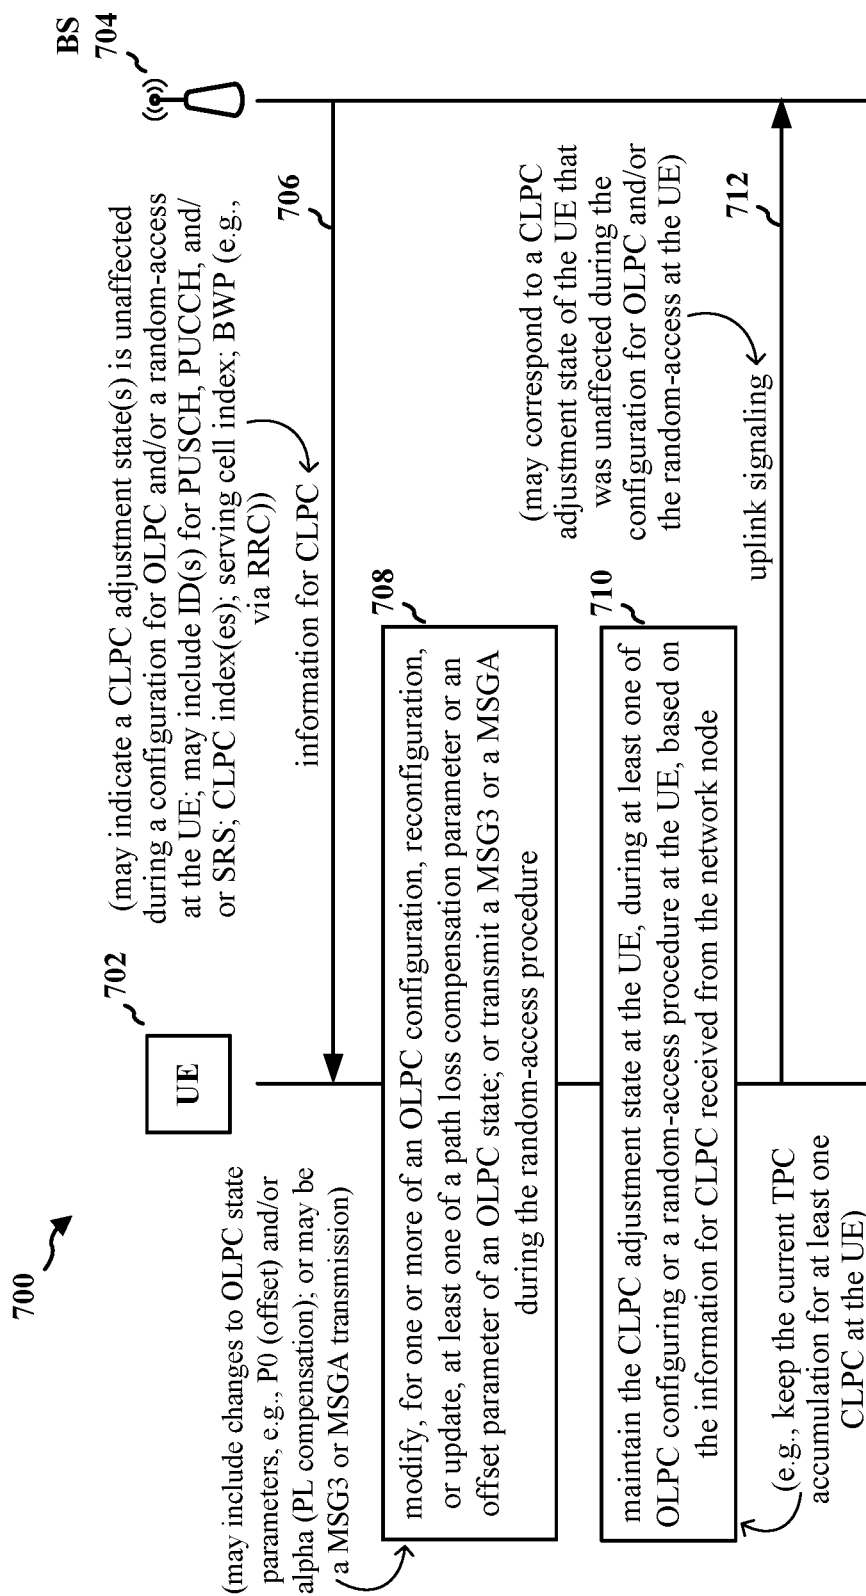 700
702
UE
BS
704
(may indicate a CLPC adjustment state(s) is unaffected
during a configuration for OLPC and/or a random-access
at the UE; may include ID(s) for PUSCH, PUCCH, and/
or SRS; CLPC index(es); serving cell index; BWP (e.g.,
via RRC))
information for CLPC
706
(may include changes to OLPC state
parameters, e.g., P0 (offset) and/or
alpha (PL compensation); or may be
a MSG3 or MSGA transmission)
708
modify, for one or more of an OLPC configuration, reconfiguration,
or update, at least one of a path loss compensation parameter or an
offset parameter of an OLPC state; or transmit a MSG3 or a MSGA
during the random-access procedure
710
maintain the CLPC adjustment state at the UE, during at least one of
OLPC configuring or a random-access procedure at the UE, based on
the information for CLPC received from the network node
(e.g., keep the current TPC
accumulation for at least one
CLPC at the UE)
(may correspond to a CLPC
adjustment state of the UE that
was unaffected during the
configuration for OLPC and/or
the random-access at the UE)
uplink signaling
712